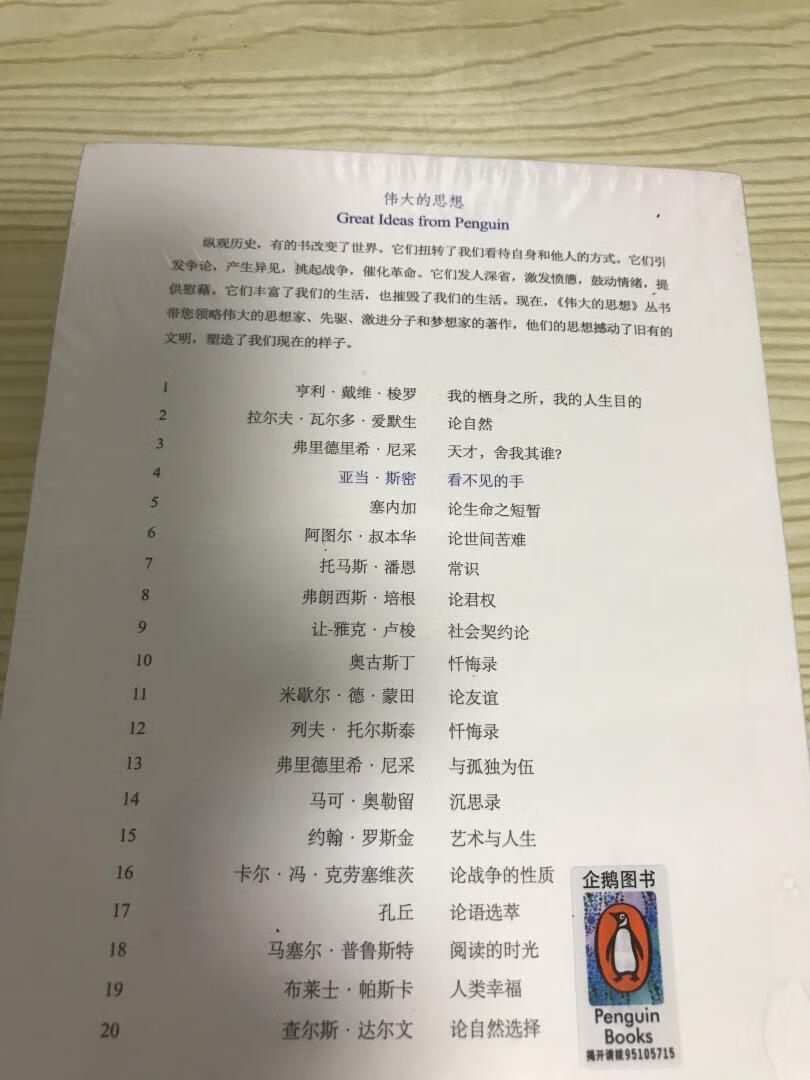 伟大的思想
Great Ideas from Penguin
纵观历史，有的书改变了世界。它们扭转了我们看待自身和他人的方式。它们引
发争论，产生异见，挑起战争，催化革命。它们发人深省，激发愤懑，鼓动情绪，提
供慰藉。它们丰富了我们的生活，也摧毁了我们的生活。现在，《伟大的思想》丛书
带您领略伟大的思想家、先驱、激进分子和梦想家的著作，他们的思想撼动了旧有的
文明，塑造了我们现在的样子。
1 亨利·戴维·梭罗 我的栖身之所，我的人生目的
2 拉尔夫·瓦尔多·爱默生 论自然
3 弗里德里希·尼采 天才，舍我其谁?
4 亚当·斯密 看不见的手
5 塞内加 论生命之短暂
6 阿图尔·叔本华 论世间苦难
7 托马斯·潘恩 常识
8 弗朗西斯·培根 论君权
9 让-雅克·卢梭 社会契约论
10 奥古斯丁 忏悔录
11 米歇尔·德·蒙田 论友谊
12 列夫·托尔斯泰 忏悔录
13 弗里德里希·尼采 与孤独为伍
14 马可·奥勒留 沉思录
15 约翰·罗斯金 艺术与人生
16 卡尔·冯·克劳塞维茨 论战争的性质
17 孔丘 论语选萃
18 马塞尔·普鲁斯特 阅读的时光
19 布莱士·帕斯卡 人类幸福
20 查尔斯·达尔文 论自然选择
企鹅图书
Penguin
Books
揭开请拨95105715